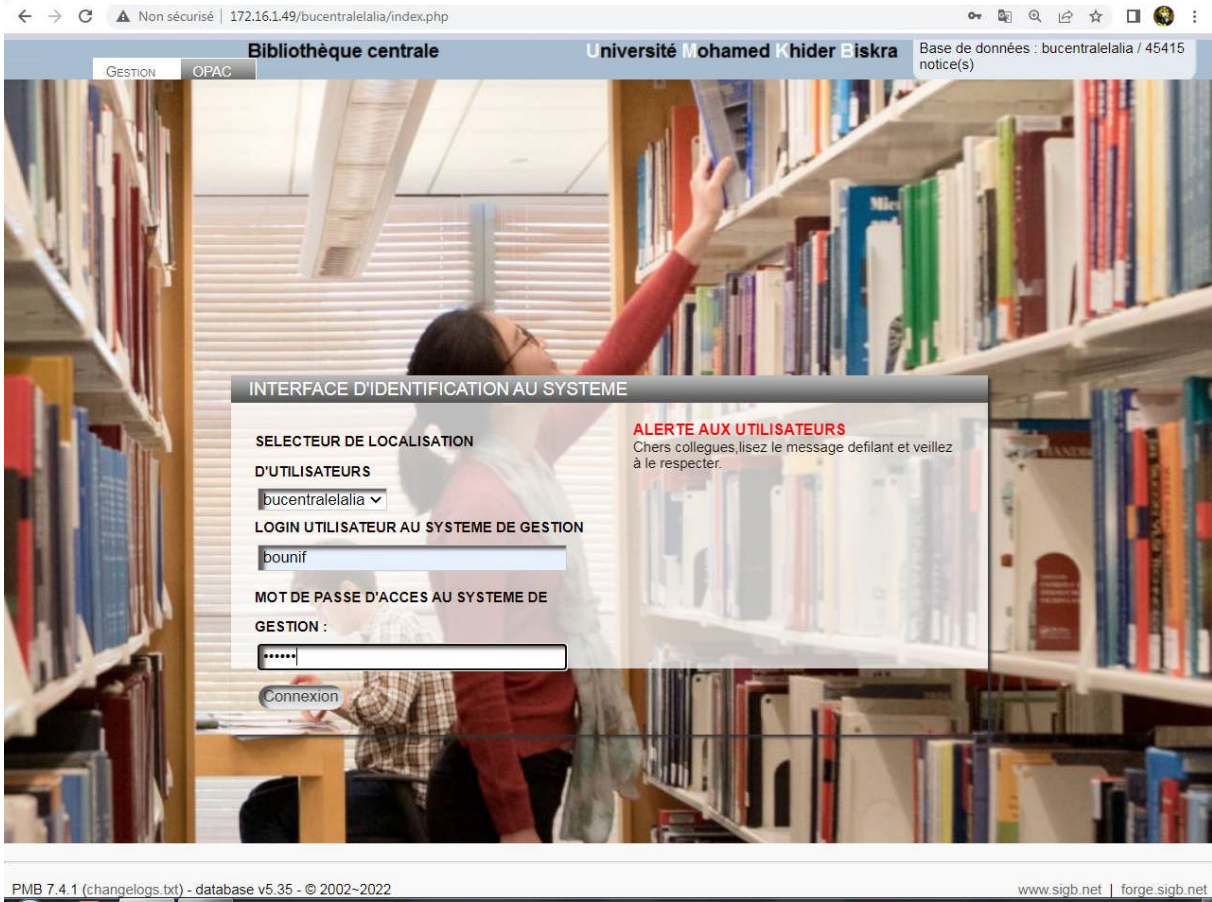 Non sécurisé | 172.16.1.49/bucentralelalia/index.php
Bibliothèque centrale
Université Mohamed Khider Biskra
Base de données : bucentralelalia / 45415
notice(s)
GESTION
OPAC
INTERFACE D'IDENTIFICATION AU SYSTEME
SELECTEUR DE LOCALISATION
D'UTILISATEURS
bucentralelalia
LOGIN UTILISATEUR AU SYSTEME DE GESTION
bounif
MOT DE PASSE D'ACCES AU SYSTEME DE
GESTION :
••••••
Connexion
ALERTE AUX UTILISATEURS
Chers collegues,lisez le message defilant et veillez
à le respecter.
PMB 7.4.1 (changelogs.txt) - database v5.35 - © 2002~2022
www.sigb.net | forge.sigb.net